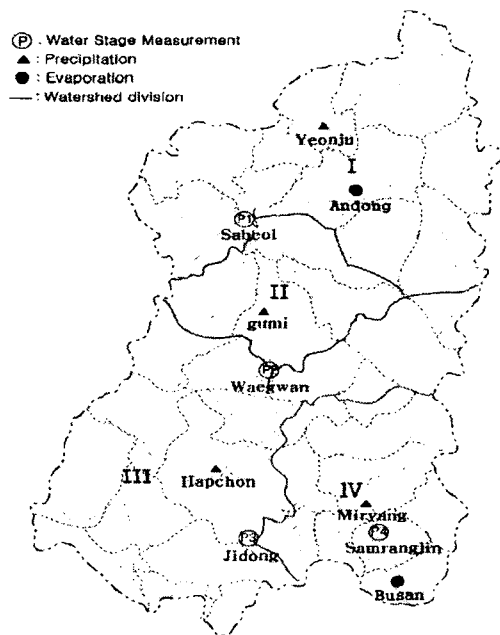 P : Water Stage Measurement
▲ : Precipitation
● : Evaporation
— : Watershed division
Yeonju
I
Andong
P1
Sabeol
II
gumi
P2
Waegwan
III
Hapchon
IV
Miryang
P3
Jidong
P4
Samrangjin
Busan